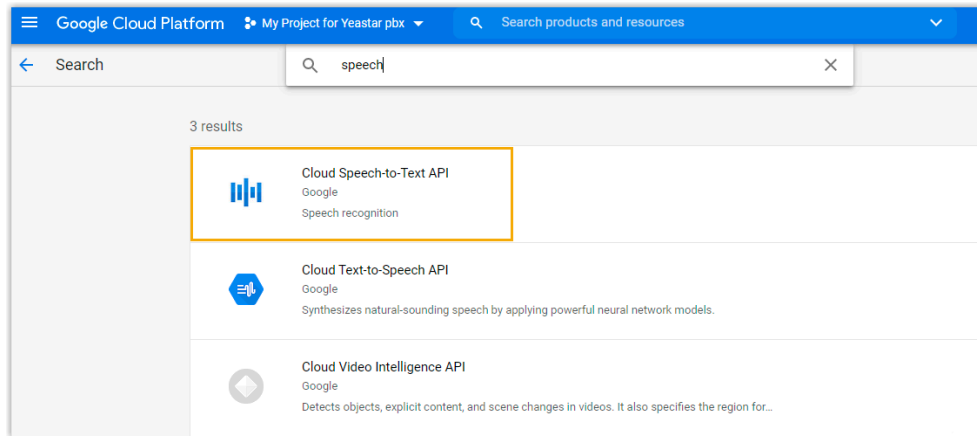 Google Cloud Platform My Project for Yeastar pbx Search products and resources
Search speech
3 results
Cloud Speech-to-Text API
Google
Speech recognition
Cloud Text-to-Speech API
Google
Synthesizes natural-sounding speech by applying powerful neural network models.
Cloud Video Intelligence API
Google
Detects objects, explicit content, and scene changes in videos. It also specifies the region for...